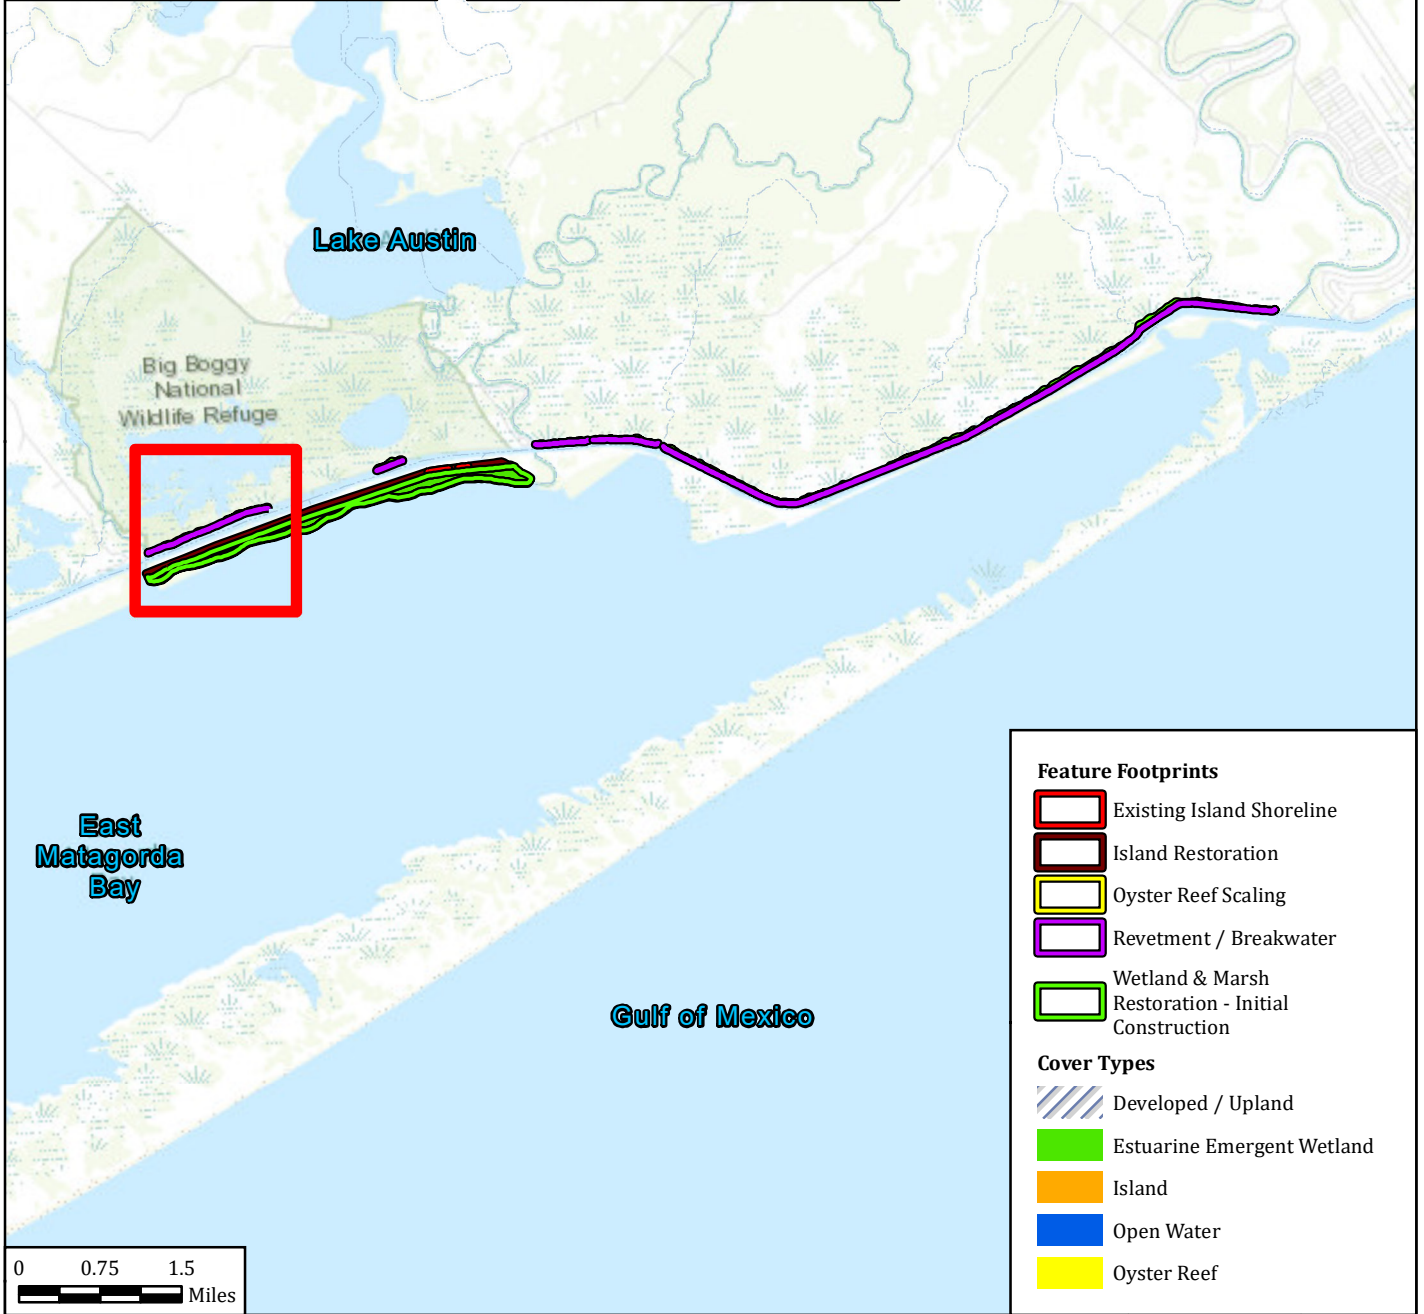 Lake Austin
Big Boggy
National
Wildlife Refuge
East
Matagorda
Bay
Gulf of Mexico
Feature Footprints
Existing Island Shoreline
Island Restoration
Oyster Reef Scaling
Revetment / Breakwater
Wetland & Marsh
Restoration - Initial
Construction
Cover Types
Developed / Upland
Estuarine Emergent Wetland
Island
Open Water
Oyster Reef
0 0.75 1.5
Miles